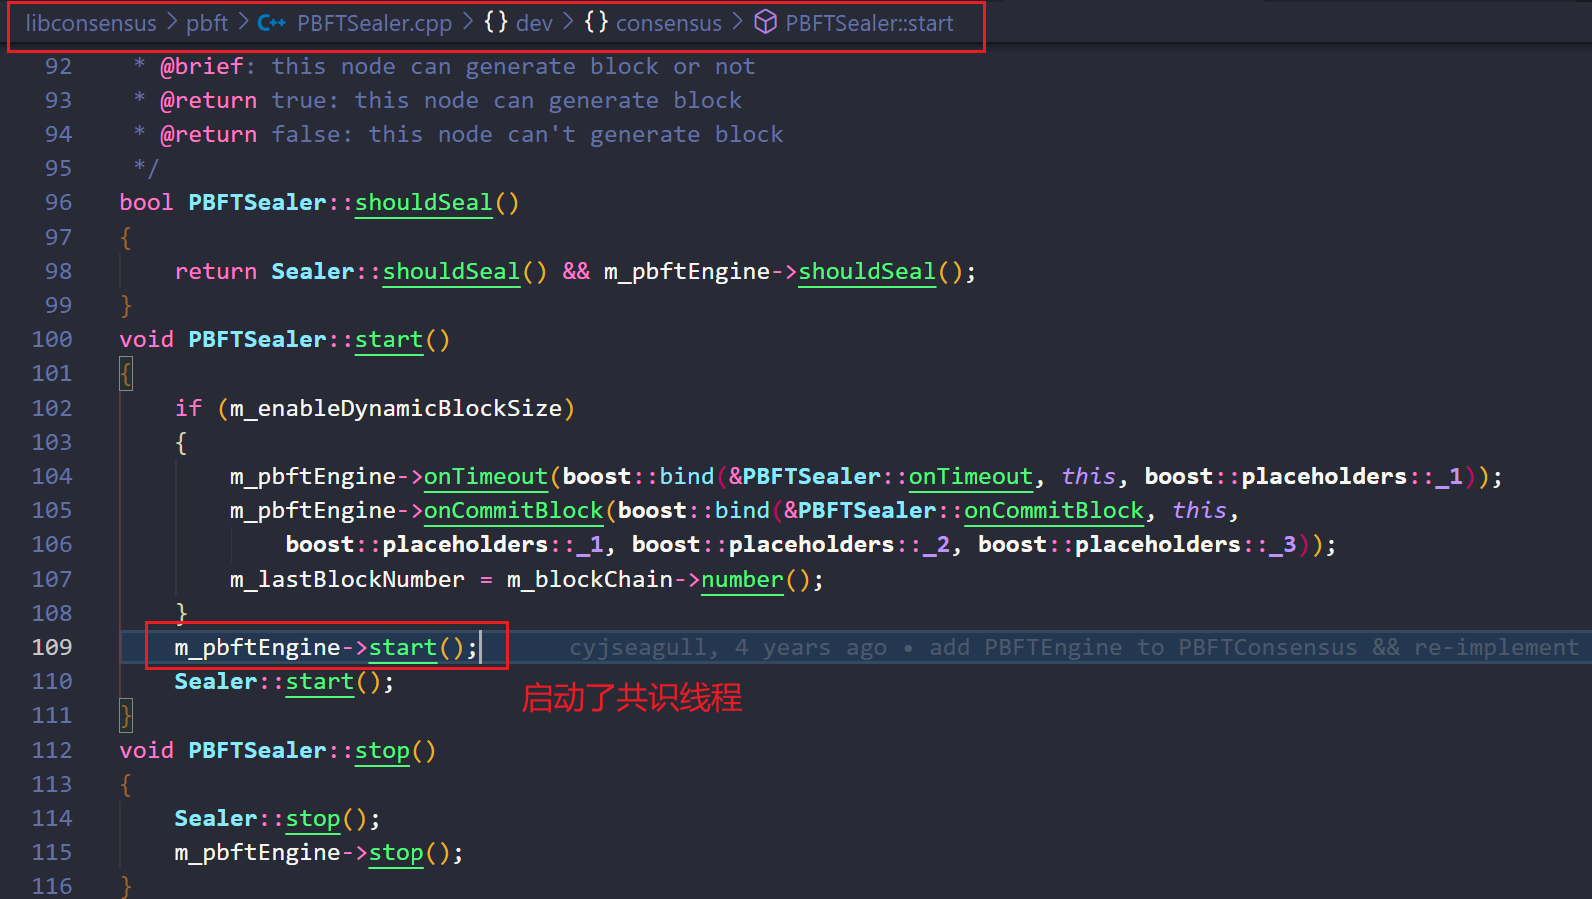 libconsensus > pbft > C++ PBFTSealer.cpp > {} dev > {} consensus > PBFTSealer::start
92 * @brief: this node can generate block or not
93 * @return true: this node can generate block
94 * @return false: this node can't generate block
95 */
96 bool PBFTSealer::shouldSeal()
97 {
98 return Sealer::shouldSeal() && m_pbftEngine->shouldSeal();
99 }
100 void PBFTSealer::start()
101 {
102 if (m_enableDynamicBlockSize)
103 {
104 m_pbftEngine->onTimeout(boost::bind(&PBFTSealer::onTimeout, this, boost::placeholders::_1));
105 m_pbftEngine->onCommitBlock(boost::bind(&PBFTSealer::onCommitBlock, this,
106 boost::placeholders::_1, boost::placeholders::_2, boost::placeholders::_3));
107 m_lastBlockNumber = m_blockChain->number();
108 }
109 m_pbftEngine->start(); cyjseagull, 4 years ago • add PBFTEngine to PBFTConsensus && re-implement
110 Sealer::start();
启动了共识线程
111 }
112 void PBFTSealer::stop()
113 {
114 Sealer::stop();
115 m_pbftEngine->stop();
116 }